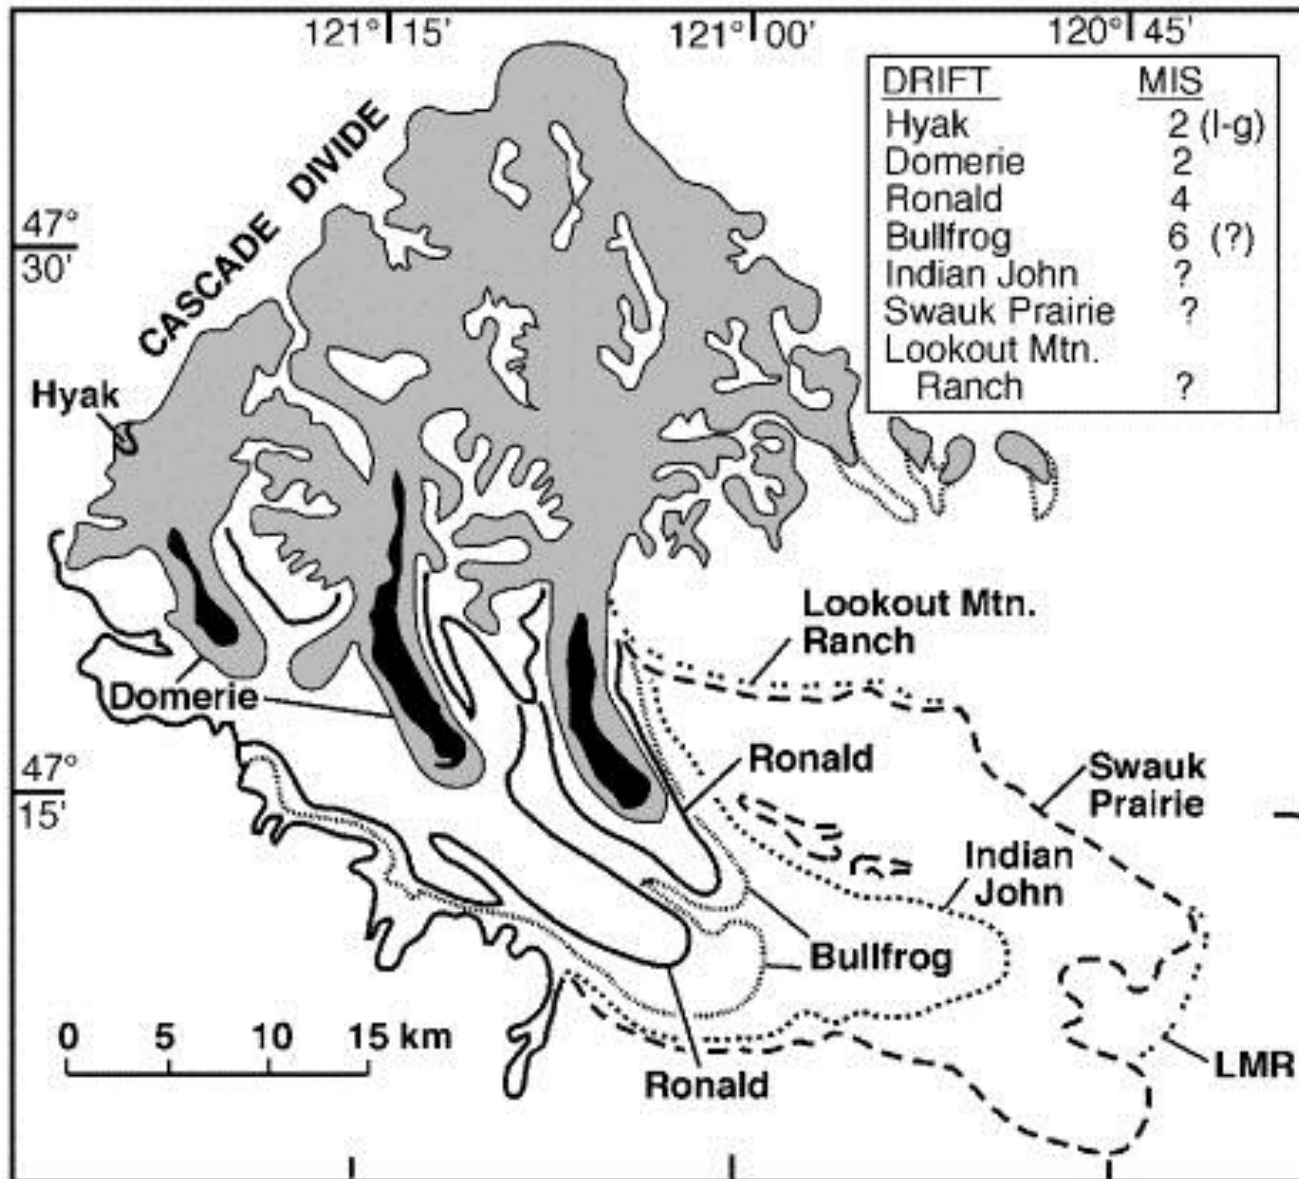 121° 15'
121° 00'
120° 45'
DRIFT MIS
Hyak 2 (l-g)
Domerie 2
Ronald 4
Bullfrog 6 (?)
Indian John ?
Swauk Prairie ?
Lookout Mtn.
Ranch ?
CASCADE DIVIDE
47°
30'
Hyak
Lookout Mtn.
Ranch
Domerie
Ronald
47°
15'
Swauk
Prairie
Indian
John
Bullfrog
0 5 10 15 km
Ronald
LMR